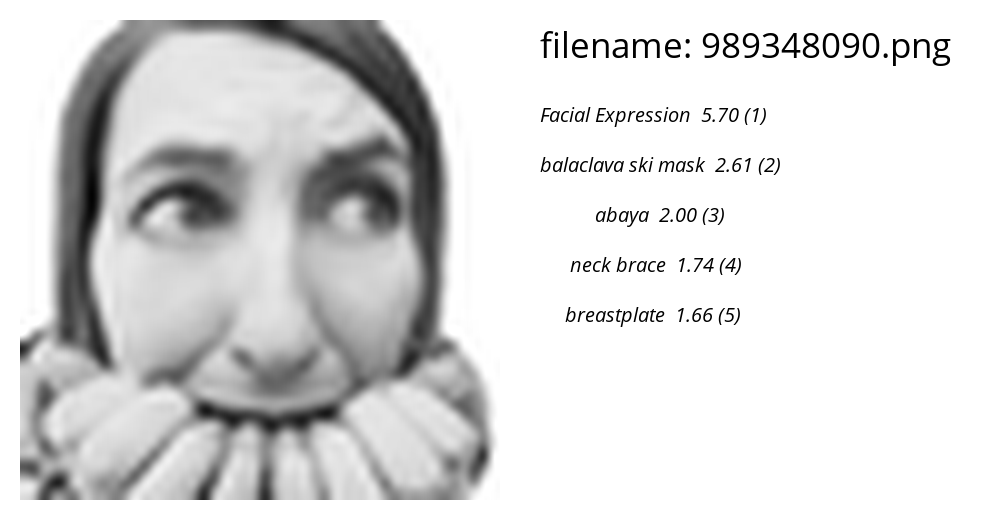 filename: 989348090.png
Facial Expression 5.70 (1)
balaclava ski mask 2.61 (2)
abaya 2.00 (3)
neck brace 1.74 (4)
breastplate 1.66 (5)